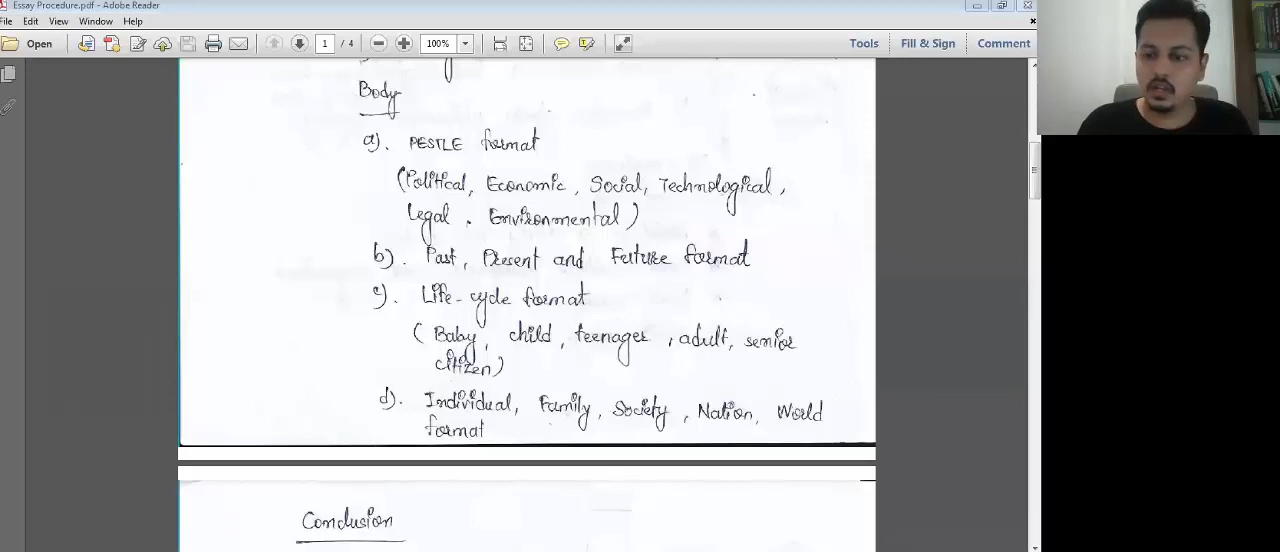 Essay Procedure.pdf - Adobe Reader
File Edit View Window Help
Open 1 / 4 100% Tools Fill & Sign Comment
Body
a). PESTLE format
(Political, Economic, Social, Technological,
Legal, Environmental)
b). Past, Present and Future format
c). Life-cycle format
(Baby, child, teenager, adult, senior
citizen)
d). Individual, Family, Society, Nation, World
format
Conclusion